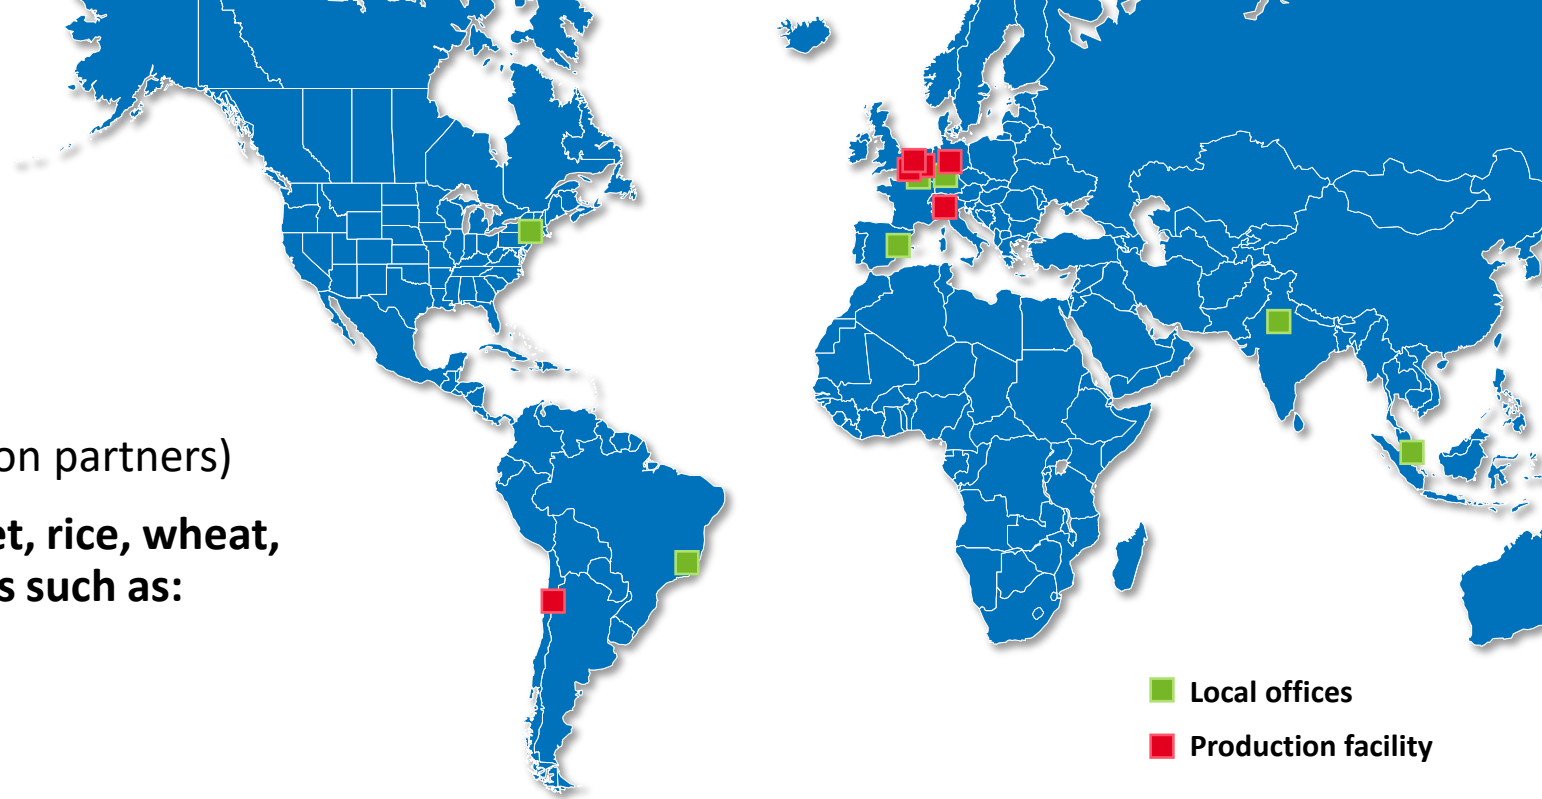 on partners)
et, rice, wheat,
s such as:
Local offices
Production facility